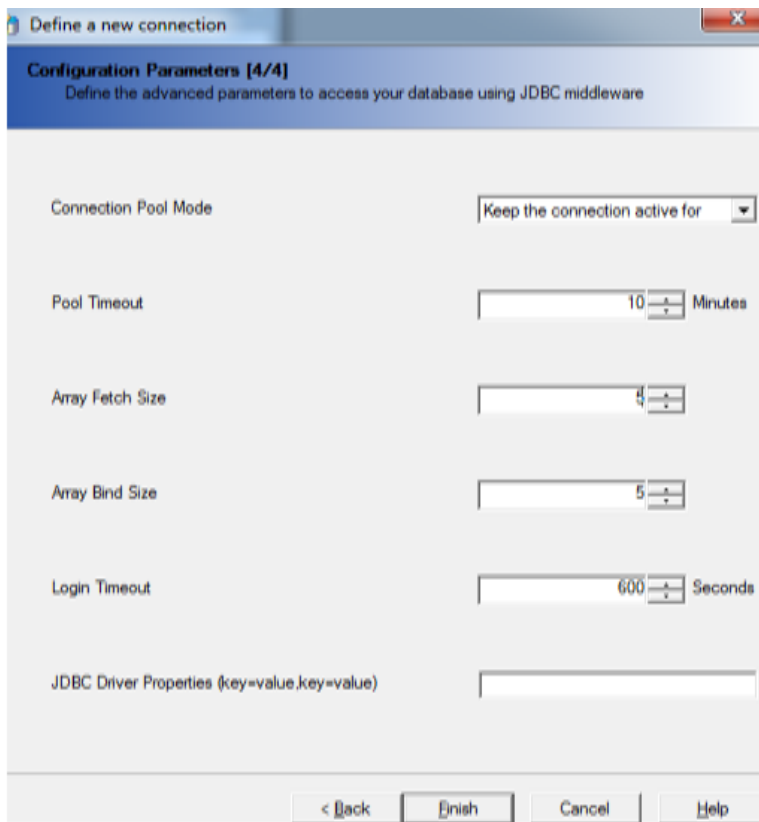 Define a new connection
Configuration Parameters [4/4]
Define the advanced parameters to access your database using JDBC middleware
Connection Pool Mode
Keep the connection active for
Pool Timeout
10 Minutes
Array Fetch Size
5
Array Bind Size
5
Login Timeout
600 Seconds
JDBC Driver Properties (key=value,key=value)
< Back Finish Cancel Help